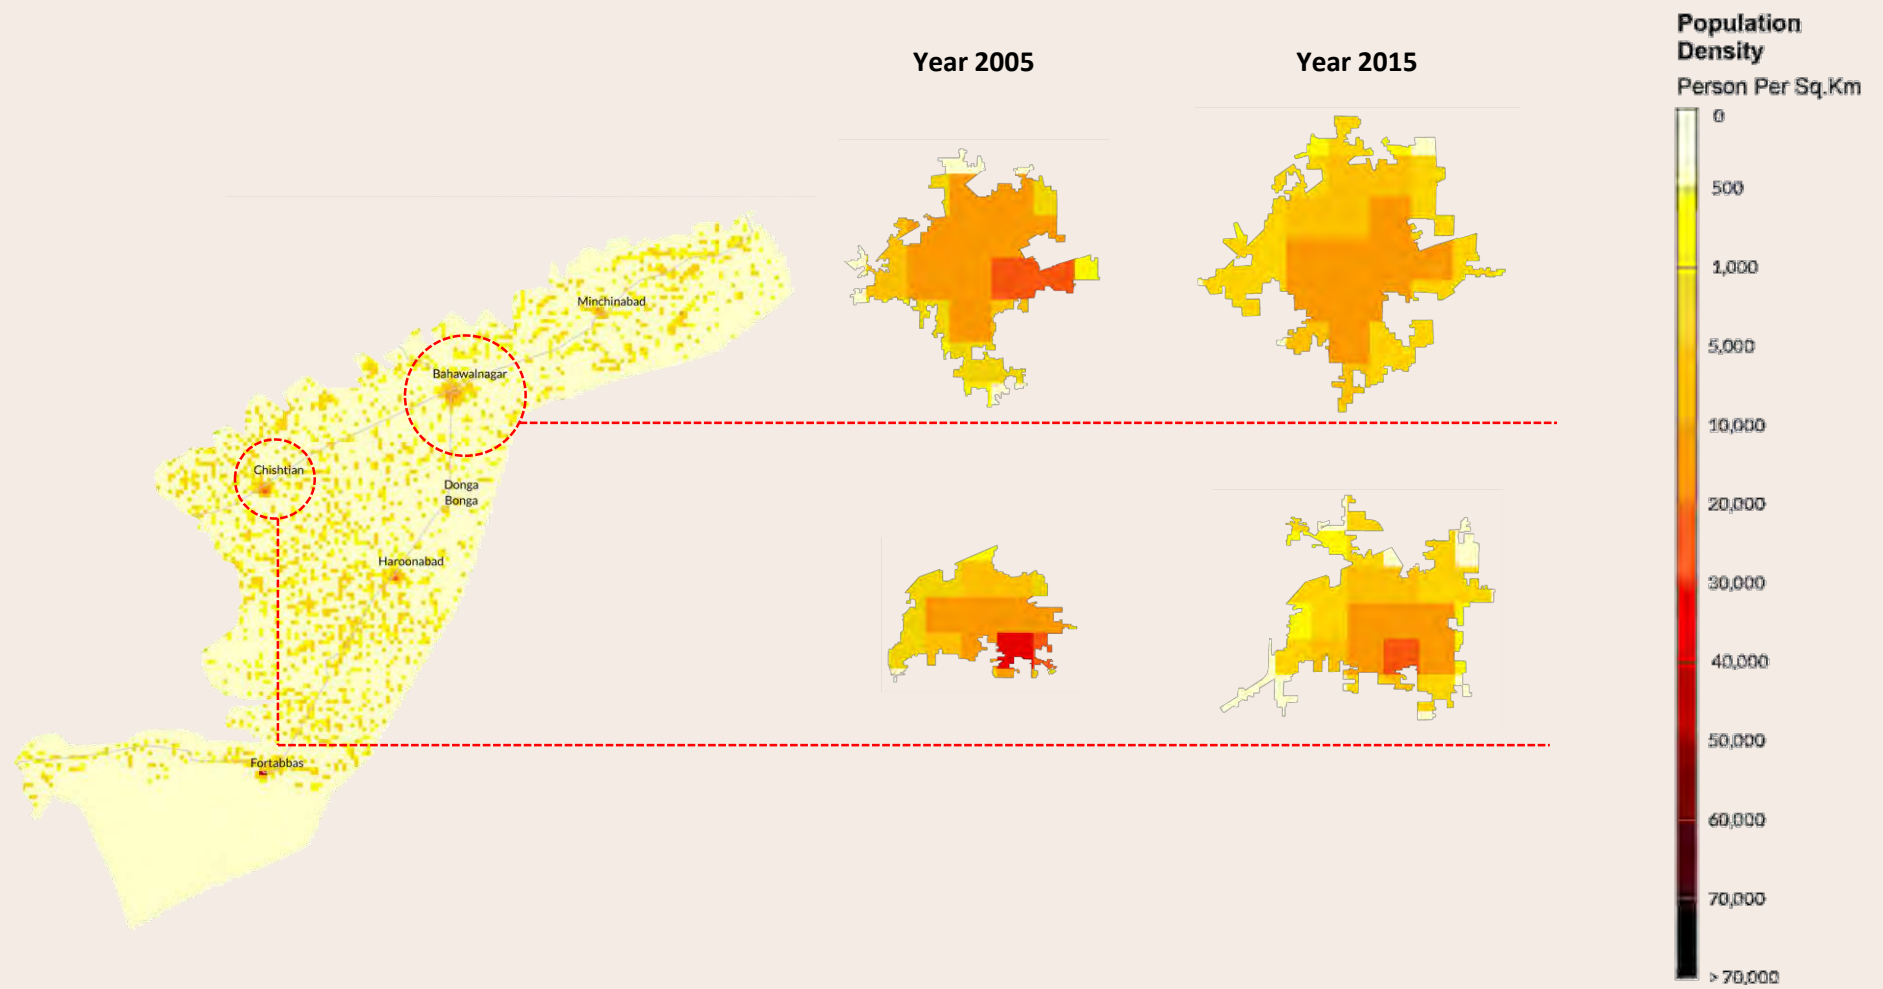 Year 2005
Year 2015
Population
Density
Person Per Sq.Km
0
500
1,000
5,000
10,000
20,000
30,000
40,000
50,000
60,000
70,000
> 70,000
Minchinabad
Bahawalnagar
Chishtian
Donga
Bonga
Haroonabad
Fortabbas